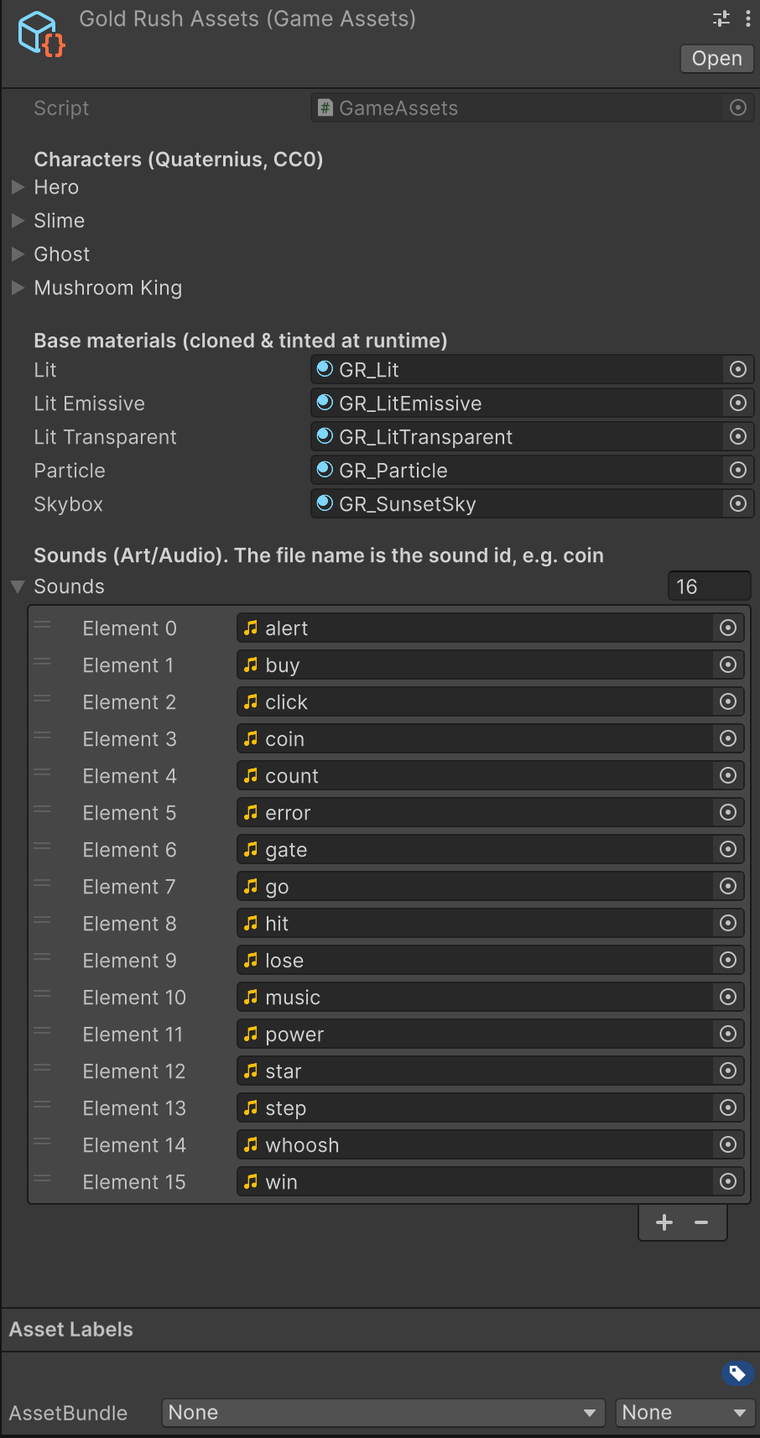 Gold Rush Assets (Game Assets)
Open
Script # GameAssets
Characters (Quaternius, CC0)
Hero
Slime
Ghost
Mushroom King
Base materials (cloned & tinted at runtime)
Lit GR_Lit
Lit Emissive GR_LitEmissive
Lit Transparent GR_LitTransparent
Particle GR_Particle
Skybox GR_SunsetSky
Sounds (Art/Audio). The file name is the sound id, e.g. coin
Sounds 16
Element 0 alert
Element 1 buy
Element 2 click
Element 3 coin
Element 4 count
Element 5 error
Element 6 gate
Element 7 go
Element 8 hit
Element 9 lose
Element 10 music
Element 11 power
Element 12 star
Element 13 step
Element 14 whoosh
Element 15 win
+ −
Asset Labels
AssetBundle None None